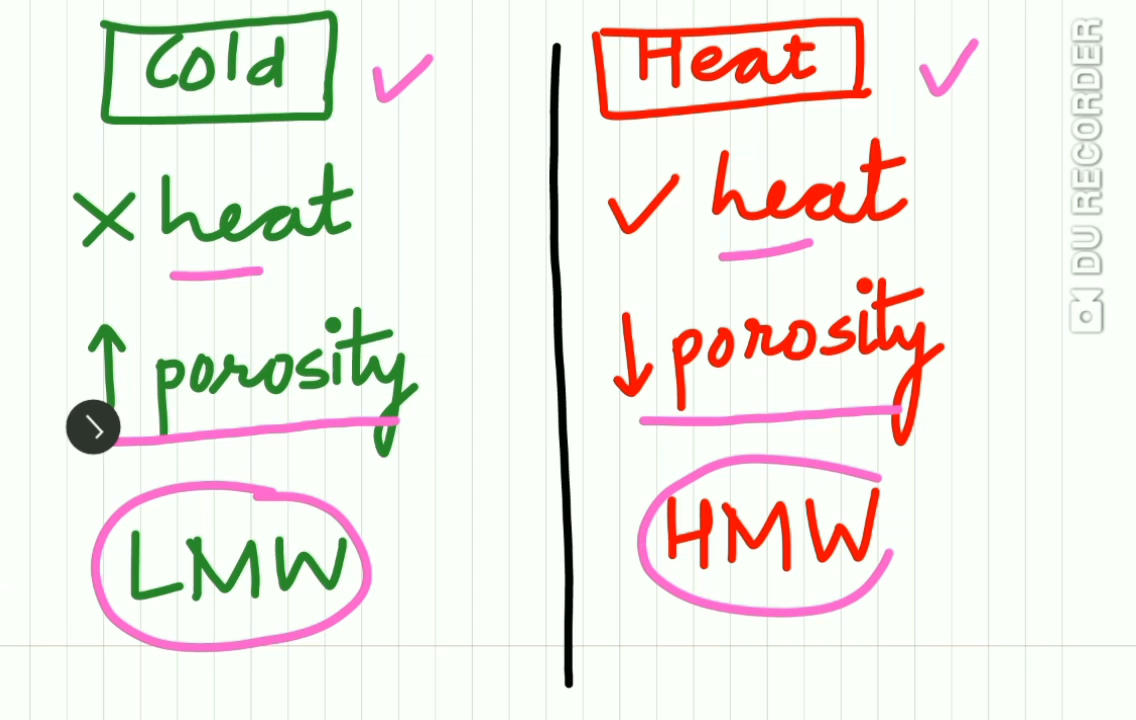 Cold
× heat
↑ porosity
LMW
Heat
✓ heat
↓ porosity
HMW
DU RECORDER